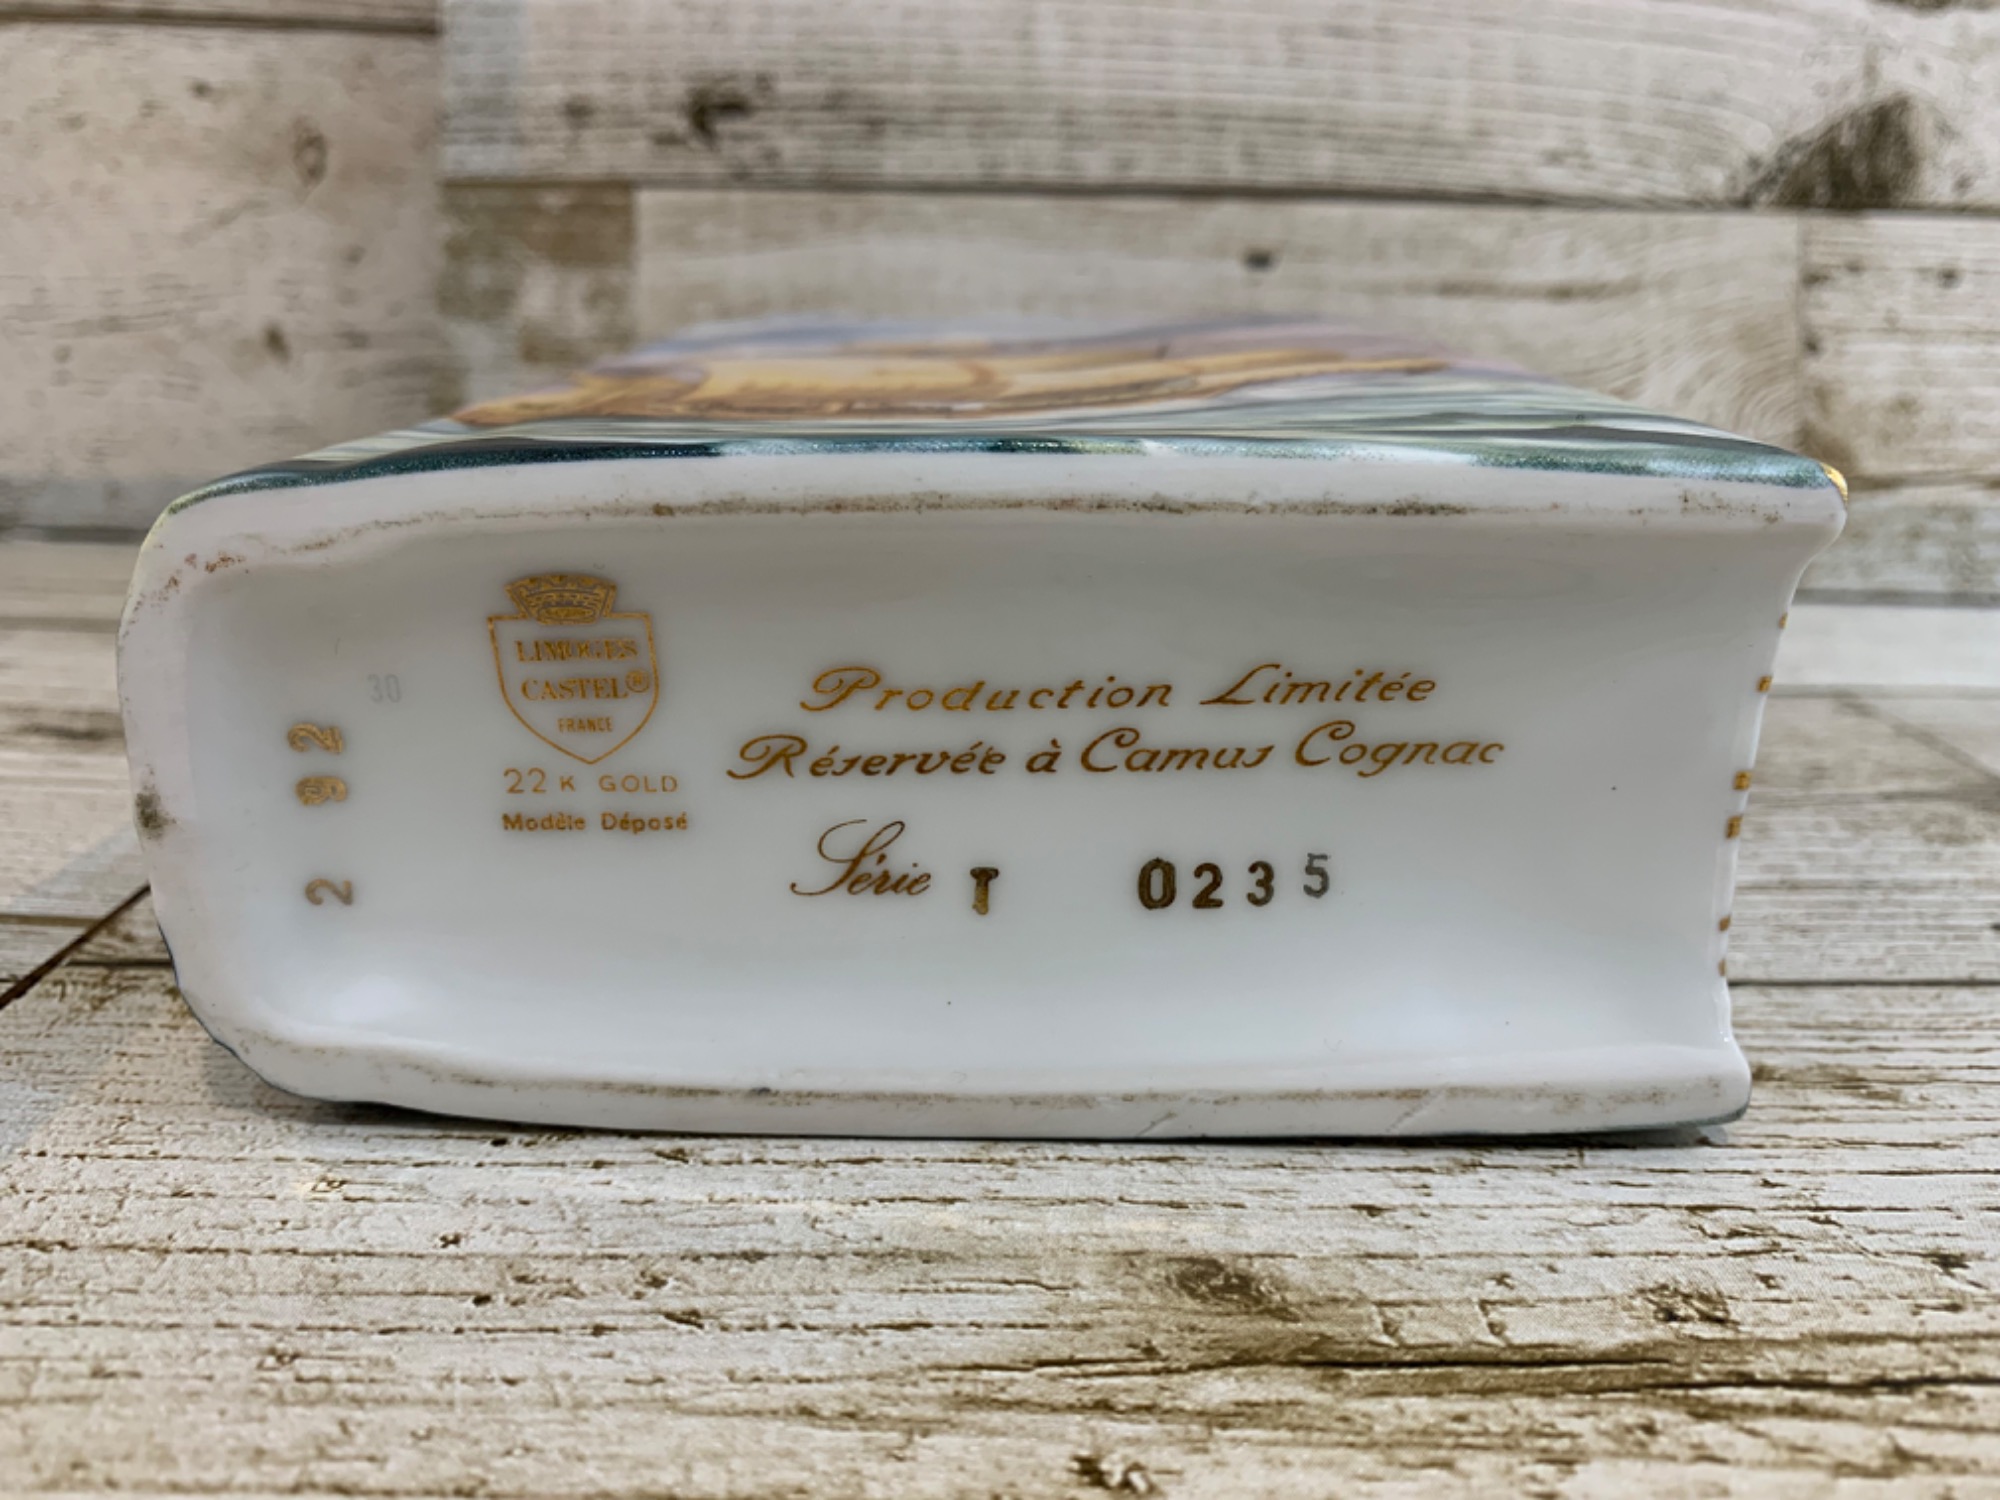 30
2 92
LIMOGES
CASTEL®
FRANCE
22 K GOLD
Modèle Déposé
Production Limitée
Réservée à Camus Cognac
Série T 0235